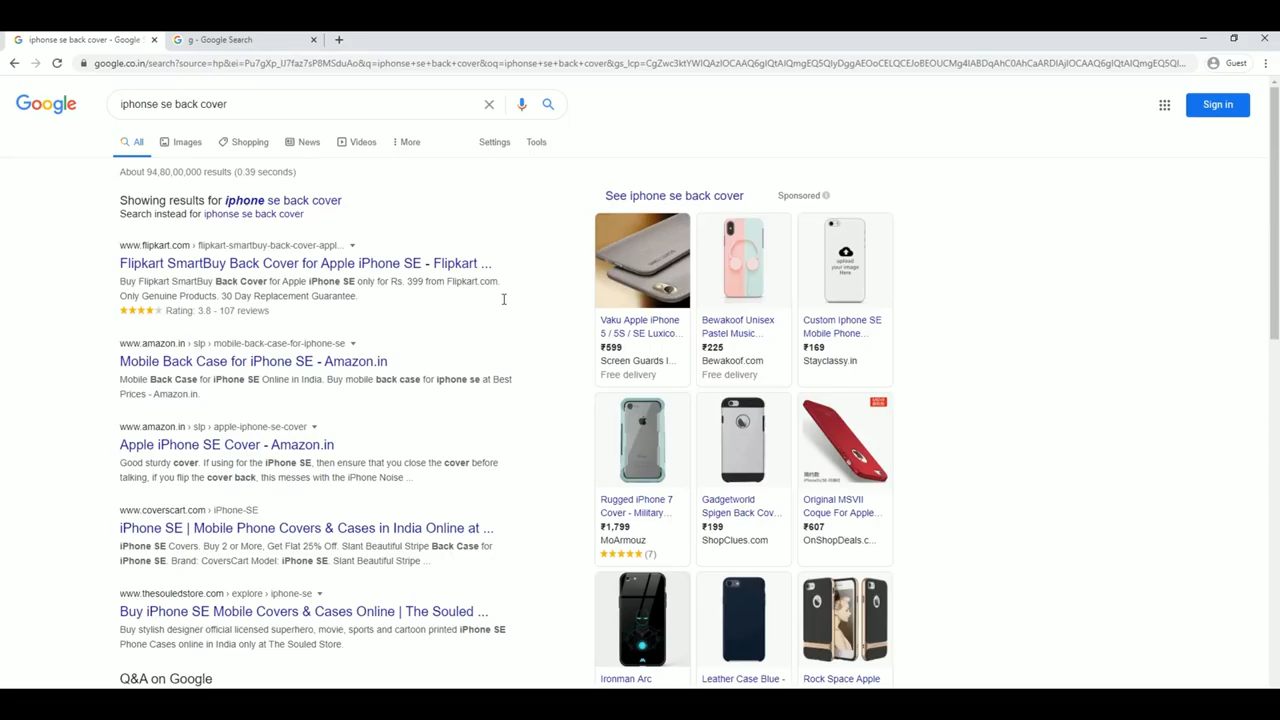 iphonse se back cover - Google S
g - Google Search
google.co.in/search?source=hp&ei=Pu7gXp_IJ7faz7sP8MSduAo&q=iphonse+se+back+cover&oq=iphonse+se+back+cover&gs_lcp=
Guest
Google
iphonse se back cover
Sign in
All
Images
Shopping
News
Videos
More
Settings
Tools
About 94,80,00,000 results (0.39 seconds)
Showing results for iphone se back cover
Search instead for iphonse se back cover
www.flipkart.com › flipkart-smartbuy-back-cover-appl...
Flipkart SmartBuy Back Cover for Apple iPhone SE - Flipkart ...
Buy Flipkart SmartBuy Back Cover for Apple iPhone SE only for Rs. 399 from Flipkart.com.
Only Genuine Products. 30 Day Replacement Guarantee.
Rating: 3.8 - 107 reviews
www.amazon.in › slp › mobile-back-case-for-iphone-se
Mobile Back Case for iPhone SE - Amazon.in
Mobile Back Case for iPhone SE Online in India. Buy mobile back case for iphone se at Best
Prices - Amazon.in.
www.amazon.in › slp › apple-iphone-se-cover
Apple iPhone SE Cover - Amazon.in
Good sturdy cover. If using for the iPhone SE, then ensure that you close the cover before
talking, if you flip the cover back, this messes with the iPhone Noise ...
www.coverscart.com › iPhone-SE
iPhone SE | Mobile Phone Covers & Cases in India Online at ...
iPhone SE Covers. Buy 2 or More, Get Flat 25% Off. Slant Beautiful Stripe Back Case for
iPhone SE. Brand: CoversCart Model: iPhone SE. Slant Beautiful Stripe ...
www.thesouledstore.com › explore › iphone-se
Buy iPhone SE Mobile Covers & Cases Online | The Souled ...
Buy stylish designer official licensed superhero, movie, sports and cartoon printed iPhone SE
Phone Cases online in India only at The Souled Store.
Q&A on Google
See iphone se back cover
Sponsored
Vaku Apple iPhone
5 / 5S / SE Luxico...
₹599
Screen Guards I...
Free delivery
Bewakoof Unisex
Pastel Music...
₹225
Bewakoof.com
Free delivery
upload
your Image
Here
Custom Iphone SE
Mobile Phone...
₹169
Stayclassy.in
Rugged iPhone 7
Cover - Military...
₹1,799
MoArmouz
(7)
Gadgetworld
Spigen Back Cov...
₹199
ShopClues.com
Original MSVII
Coque For Apple...
₹607
OnShopDeals.c...
Ironman Arc
Leather Case Blue -
Rock Space Apple